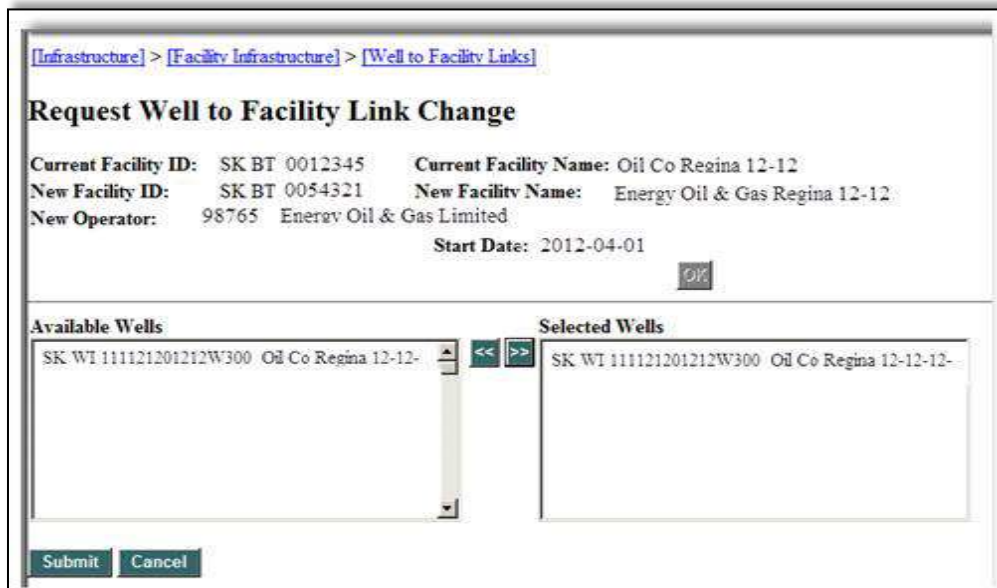 [Infrastructure] > [Facility Infrastructure] > [Well to Facility Links]
Request Well to Facility Link Change
Current Facility ID: SK BT 0012345 Current Facility Name: Oil Co Regina 12-12
New Facility ID: SK BT 0054321 New Facility Name: Energy Oil & Gas Regina 12-12
New Operator: 98765 Energy Oil & Gas Limited
Start Date: 2012-04-01
OK
Available Wells Selected Wells
SK WI 111121201212W300 Oil Co Regina 12-12- << >> SK WI 111121201212W300 Oil Co Regina 12-12-12-
Submit Cancel